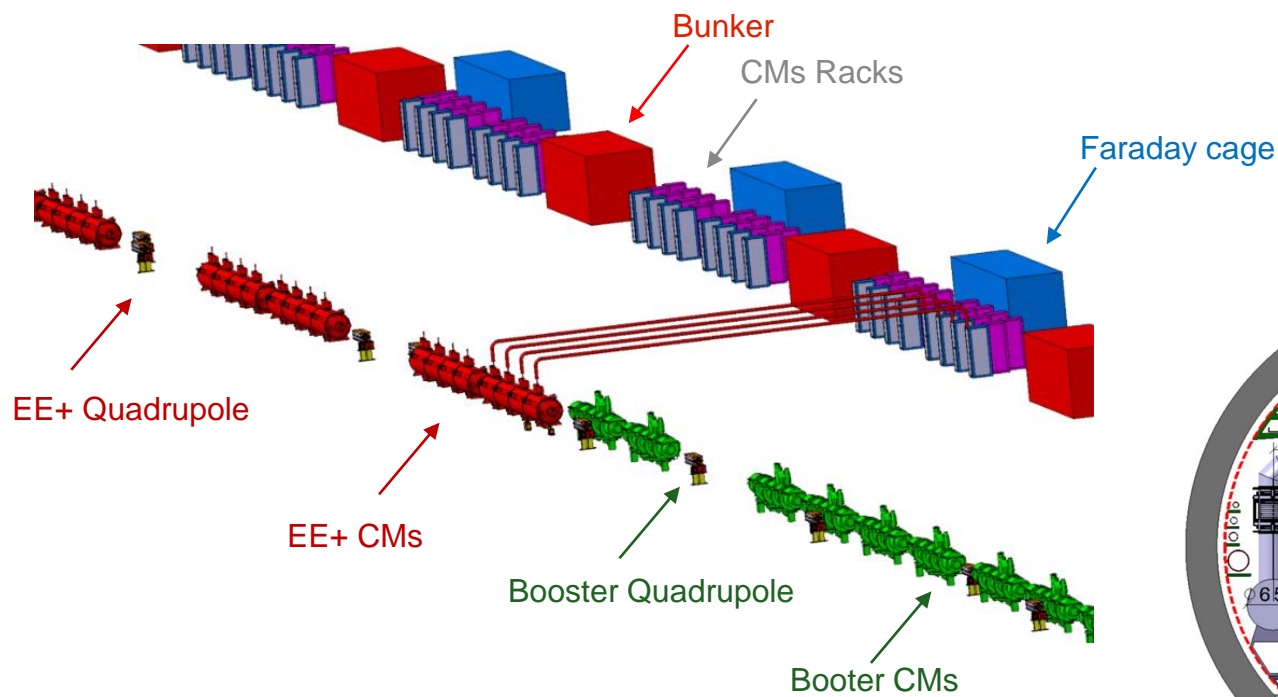 Bunker
CMs Racks
Faraday cage
EE+ Quadrupole
EE+ CMs
Booster Quadrupole
Booter CMs